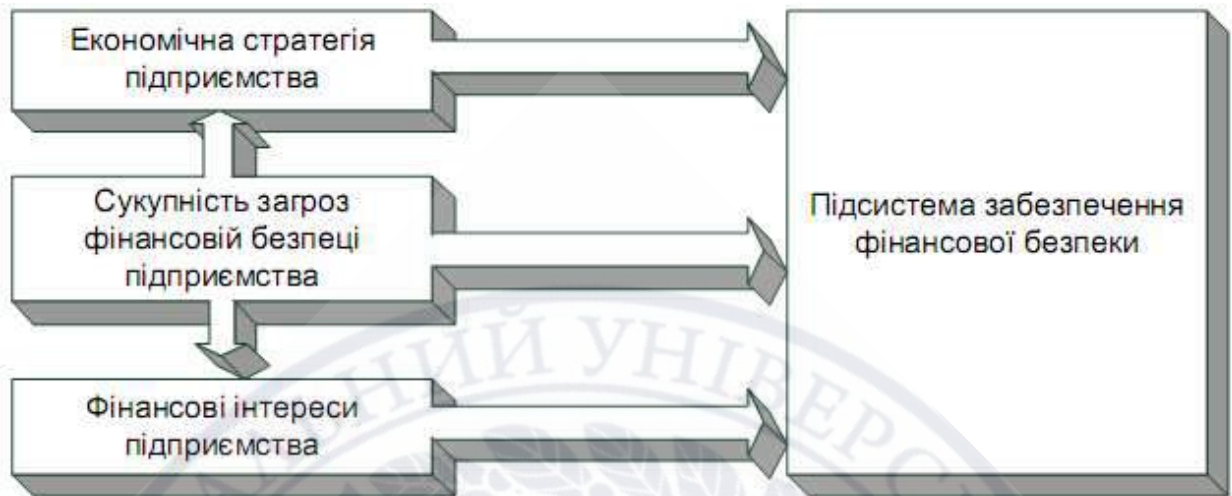 Економічна стратегія
підприємства
Сукупність загроз
фінансовій безпеці
підприємства
Підсистема забезпечення
фінансової безпеки
Фінансові інтереси
підприємства